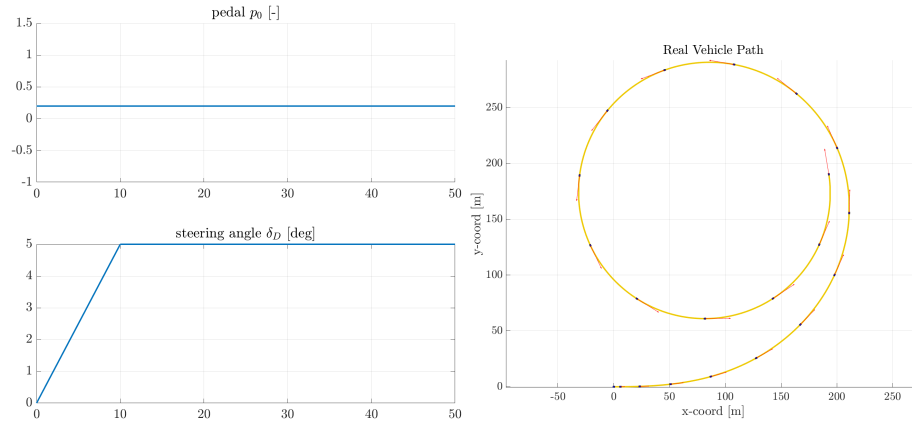 pedal p₀ [-]
1.5
1
0.5
0
-0.5
-1
0 10 20 30 40 50
steering angle δ_D [deg]
5
4
3
2
1
0
0 10 20 30 40 50
Real Vehicle Path
y-coord [m]
250
200
150
100
50
0
-50 0 50 100 150 200 250
x-coord [m]